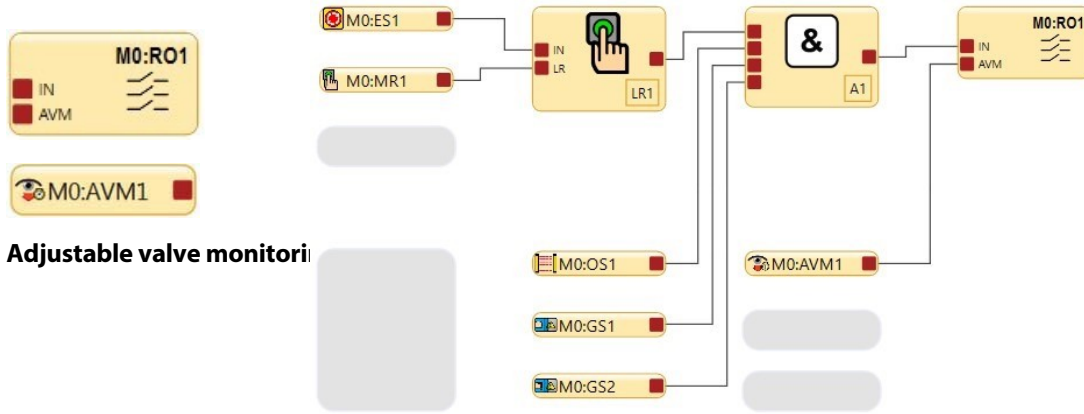 M0:RO1
IN
AVM
M0:AVM1
Adjustable valve
M0:ES1
M0:MR1
IN
LR
LR1
&
A1
M0:RO1
IN
AVM
M0:OS1
M0:AVM1
M0:GS1
M0:GS2